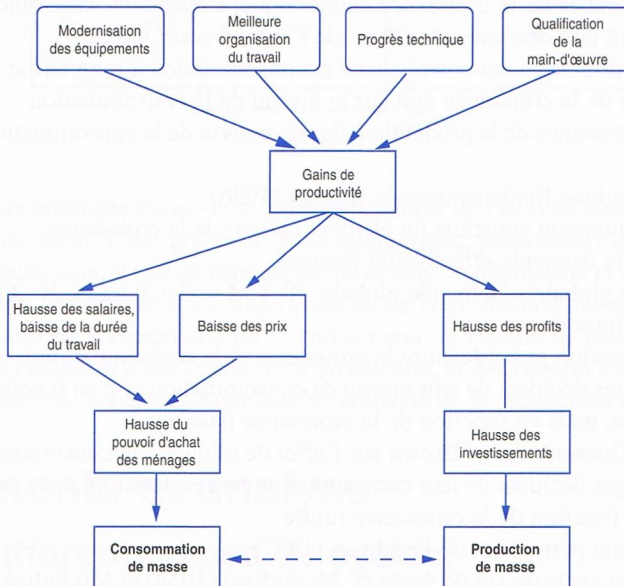 Modernisation
des équipements
Meilleure
organisation
du travail
Progrès technique
Qualification
de la
main-d'œuvre
Gains de
productivité
Hausse des salaires,
baisse de la durée
du travail
Baisse des prix
Hausse des profits
Hausse du
pouvoir d'achat
des ménages
Hausse des
investissements
Consommation
de masse
Production
de masse